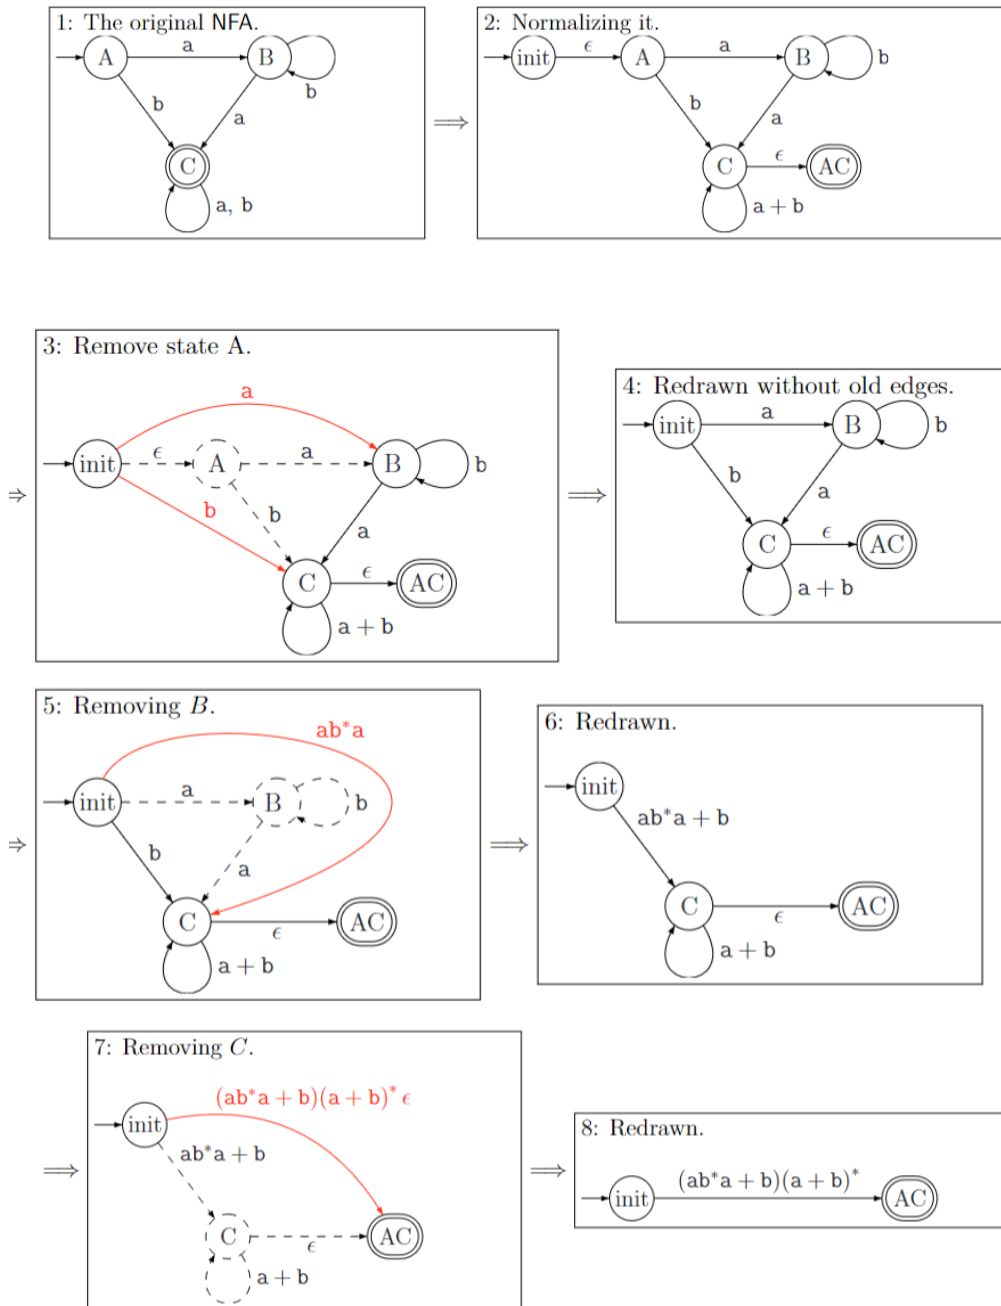 1: The original NFA.
A
a
B
b
b
a
C
a, b
⟹
2: Normalizing it.
init
ϵ
A
a
B
b
b
a
C
ϵ
AC
a + b
3: Remove state A.
a
init
ϵ
A
a
B
b
b
b
a
C
ϵ
AC
a + b
⇒
⟹
4: Redrawn without old edges.
init
a
B
b
b
a
C
ϵ
AC
a + b
5: Removing B.
ab*a
init
a
B
b
b
a
C
ϵ
AC
a + b
⇒
⟹
6: Redrawn.
init
ab*a + b
C
ϵ
AC
a + b
7: Removing C.
(ab*a + b)(a + b)* ϵ
init
ab*a + b
C
ϵ
AC
a + b
⟹
⟹
8: Redrawn.
(ab*a + b)(a + b)*
init
AC